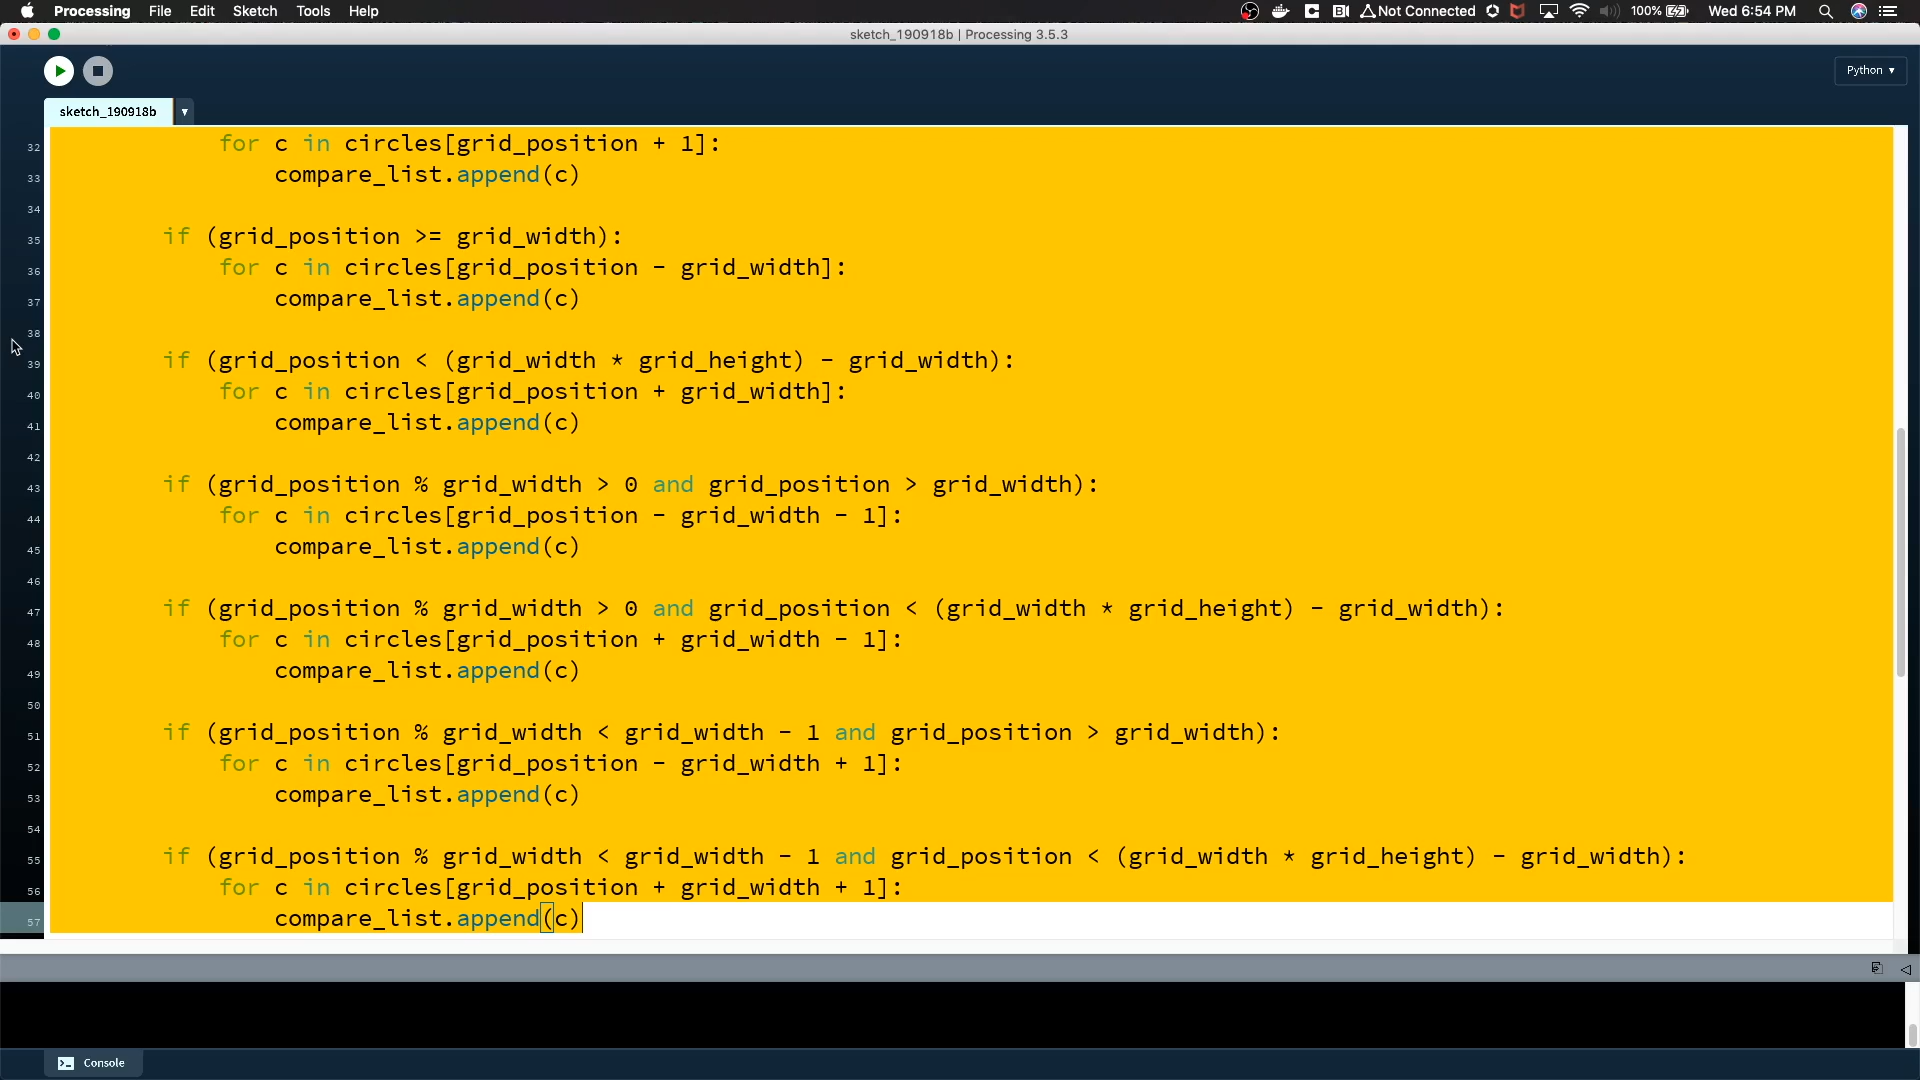 Processing File Edit Sketch Tools Help Not Connected 100% Wed 6:54 PM
sketch_190918b | Processing 3.5.3
Python ▾
sketch_190918b ▾
32 for c in circles[grid_position + 1]:
33 compare_list.append(c)
34
35 if (grid_position >= grid_width):
36 for c in circles[grid_position - grid_width]:
37 compare_list.append(c)
38
39 if (grid_position < (grid_width * grid_height) - grid_width):
40 for c in circles[grid_position + grid_width]:
41 compare_list.append(c)
42
43 if (grid_position % grid_width > 0 and grid_position > grid_width):
44 for c in circles[grid_position - grid_width - 1]:
45 compare_list.append(c)
46
47 if (grid_position % grid_width > 0 and grid_position < (grid_width * grid_height) - grid_width):
48 for c in circles[grid_position + grid_width - 1]:
49 compare_list.append(c)
50
51 if (grid_position % grid_width < grid_width - 1 and grid_position > grid_width):
52 for c in circles[grid_position - grid_width + 1]:
53 compare_list.append(c)
54
55 if (grid_position % grid_width < grid_width - 1 and grid_position < (grid_width * grid_height) - grid_width):
56 for c in circles[grid_position + grid_width + 1]:
57 compare_list.append(c)
Console